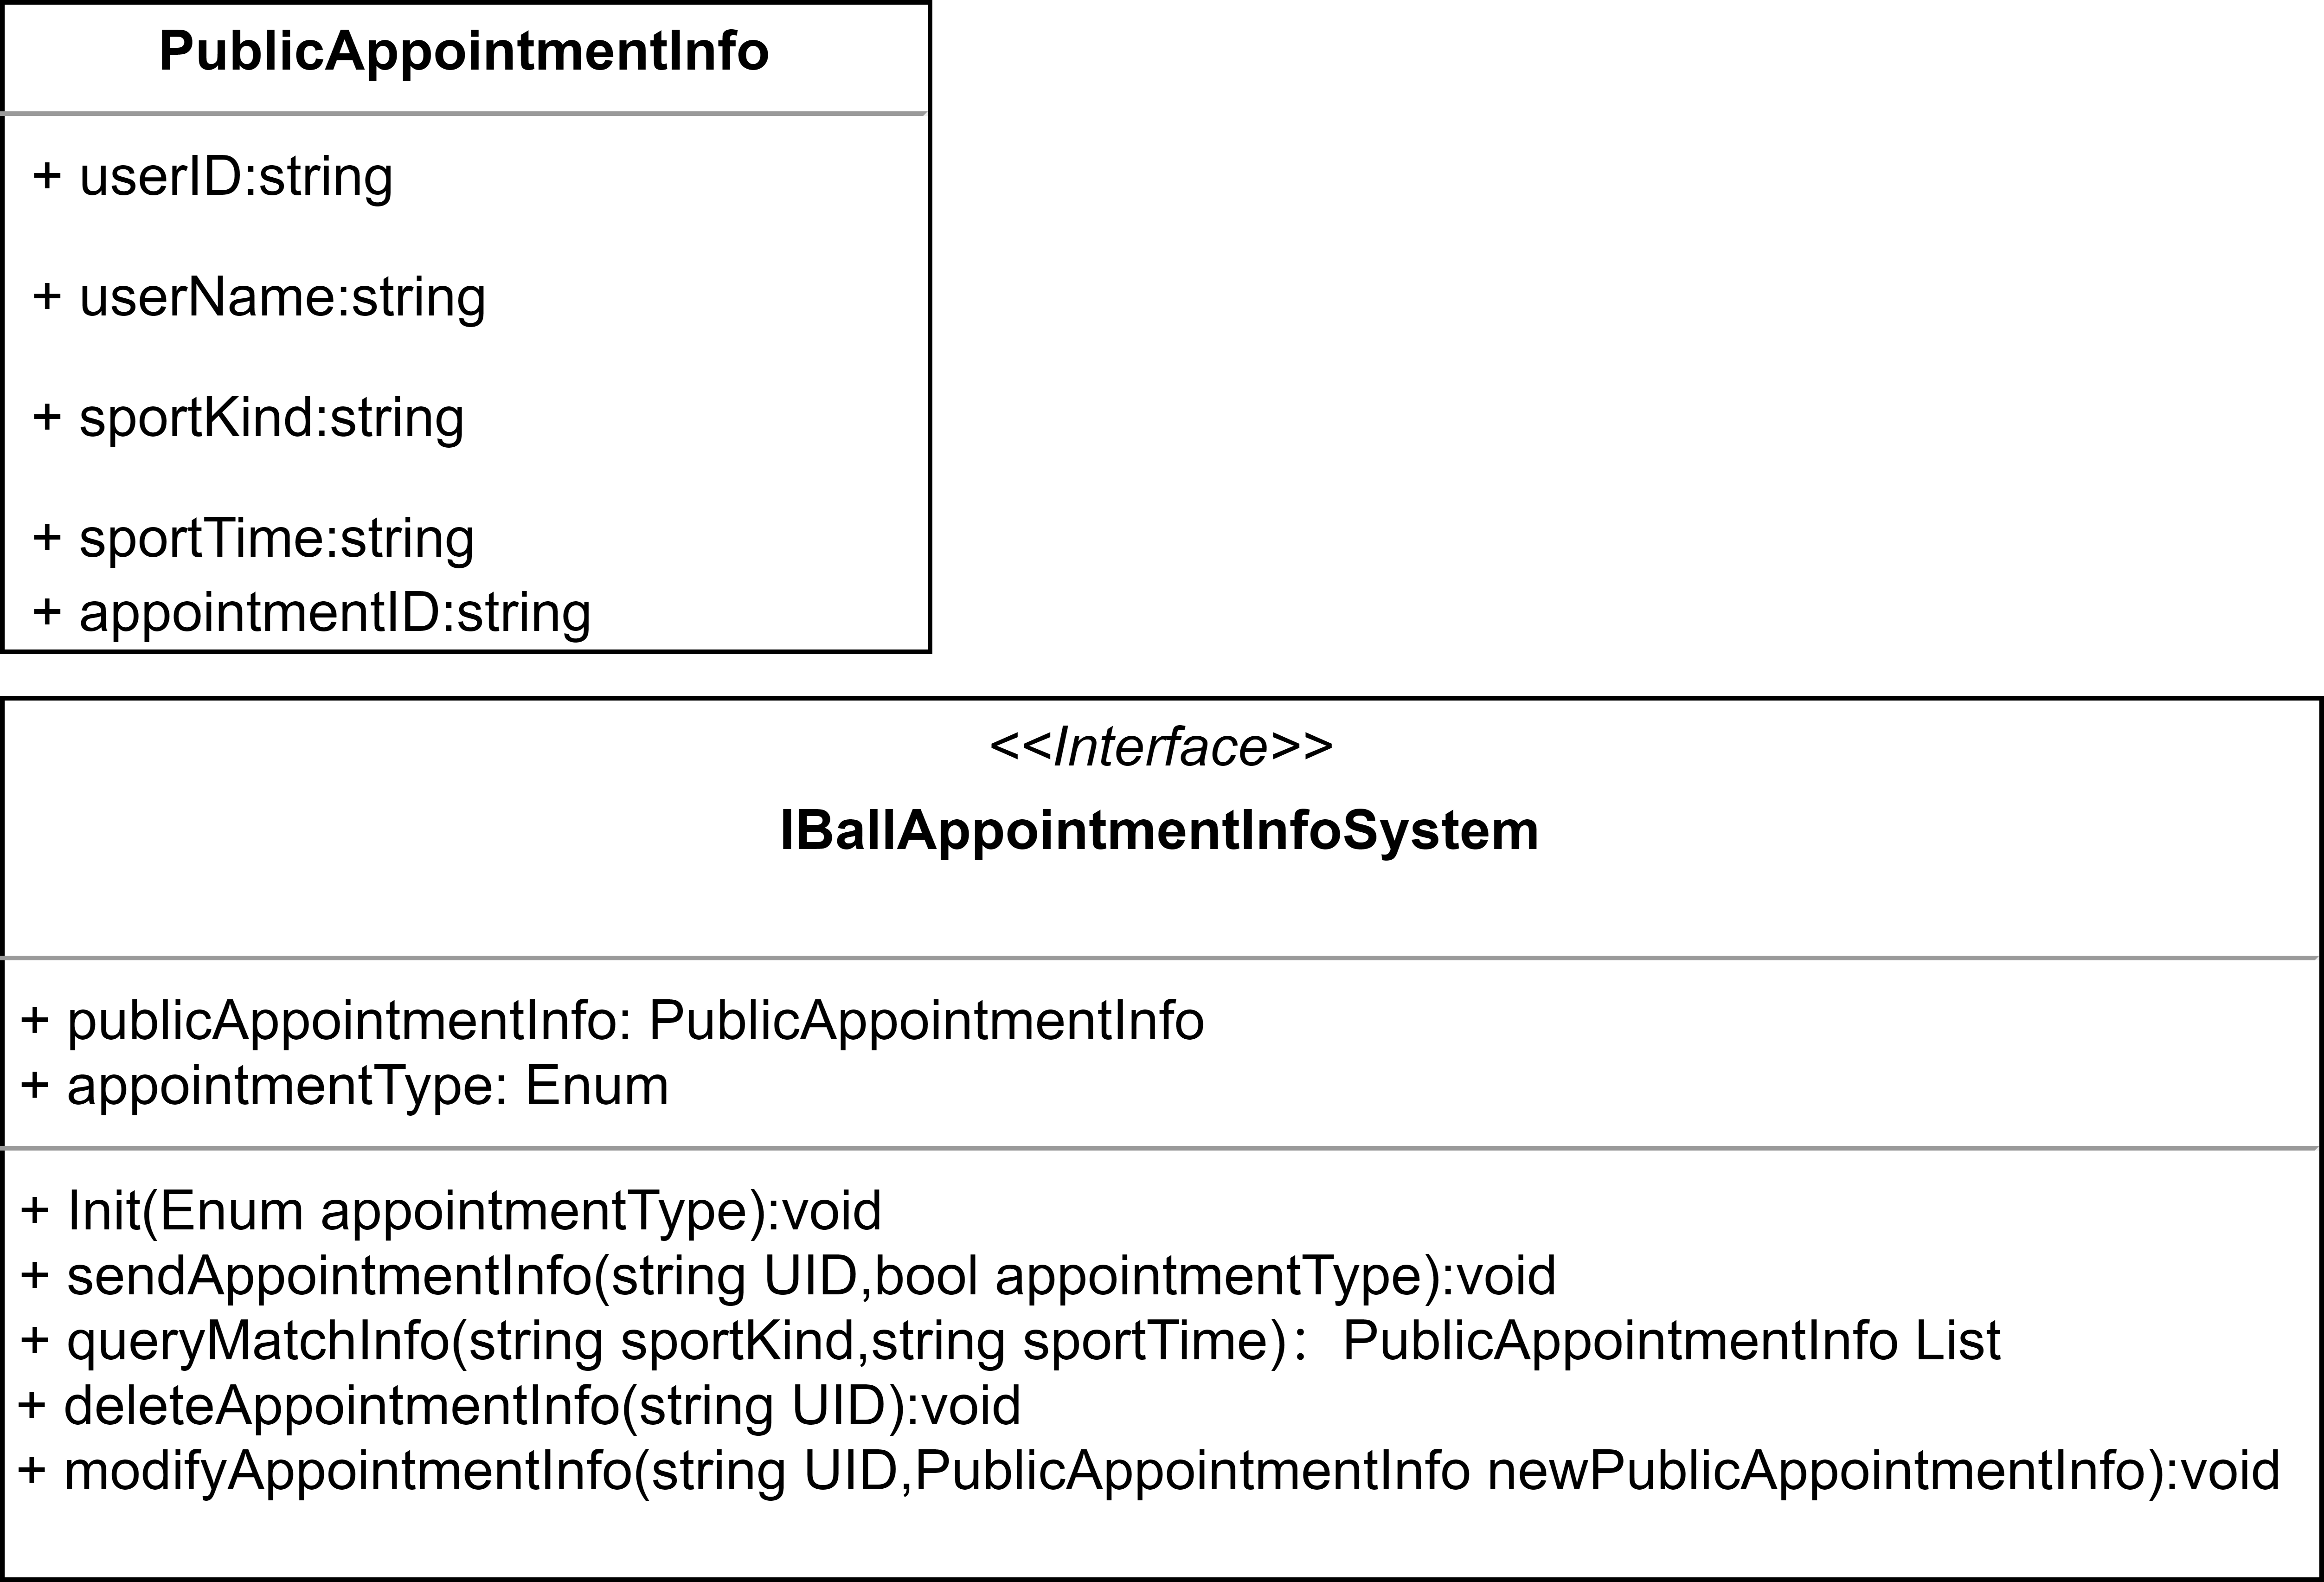 PublicAppointmentInfo
+ userID:string
+ userName:string
+ sportKind:string
+ sportTime:string
+ appointmentID:string
<<Interface>>
IBallAppointmentInfoSystem
+ publicAppointmentInfo: PublicAppointmentInfo
+ appointmentType: Enum
+ Init(Enum appointmentType):void
+ sendAppointmentInfo(string UID,bool appointmentType):void
+ queryMatchInfo(string sportKind,string sportTime)： PublicAppointmentInfo List
+ deleteAppointmentInfo(string UID):void
+ modifyAppointmentInfo(string UID,PublicAppointmentInfo newPublicAppointmentInfo):void